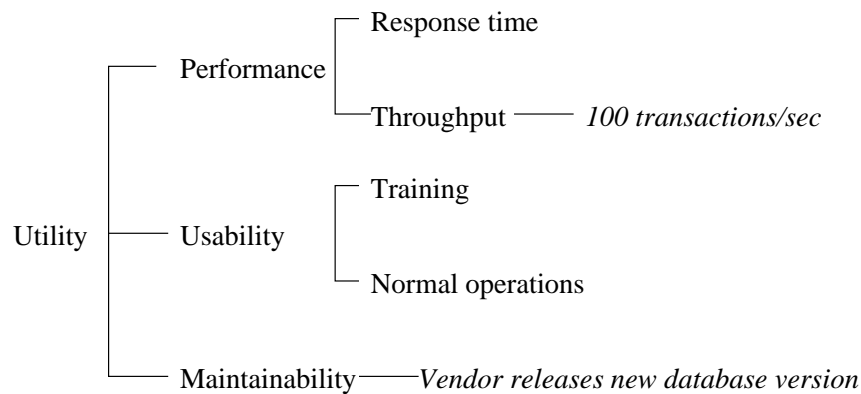 Response time
Performance
Throughput
100 transactions/sec
Training
Utility
Usability
Normal operations
Maintainability
Vendor releases new database version